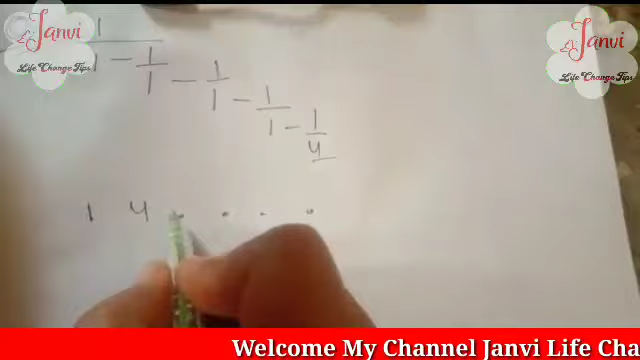 Janvi
Life Change Tips
Janvi
Life Change Tips
1
1 - 1
1 - 1
1 - 1
1 - 1
4
1 4 . . . .
Welcome My Channel Janvi Life Cha